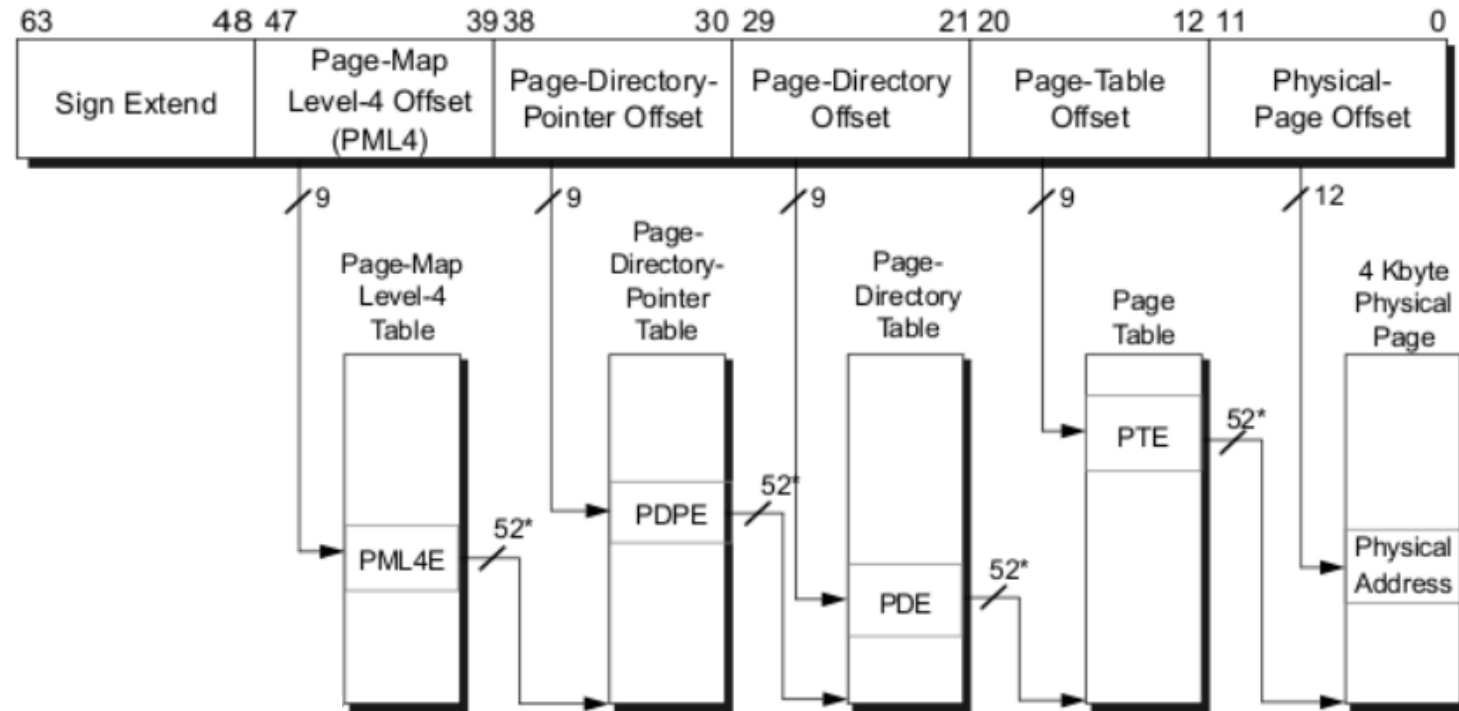 63 48 47 39 38 30 29 21 20 12 11 0
Sign Extend
Page-Map
Level-4 Offset
(PML4)
Page-Directory-
Pointer Offset
Page-Directory
Offset
Page-Table
Offset
Physical-
Page Offset
9
9
9
9
12
Page-Map
Level-4
Table
Page-
Directory-
Pointer
Table
Page-
Directory
Table
Page
Table
4 Kbyte
Physical
Page
PML4E
52*
PDPE
52*
PDE
52*
PTE
52*
Physical
Address